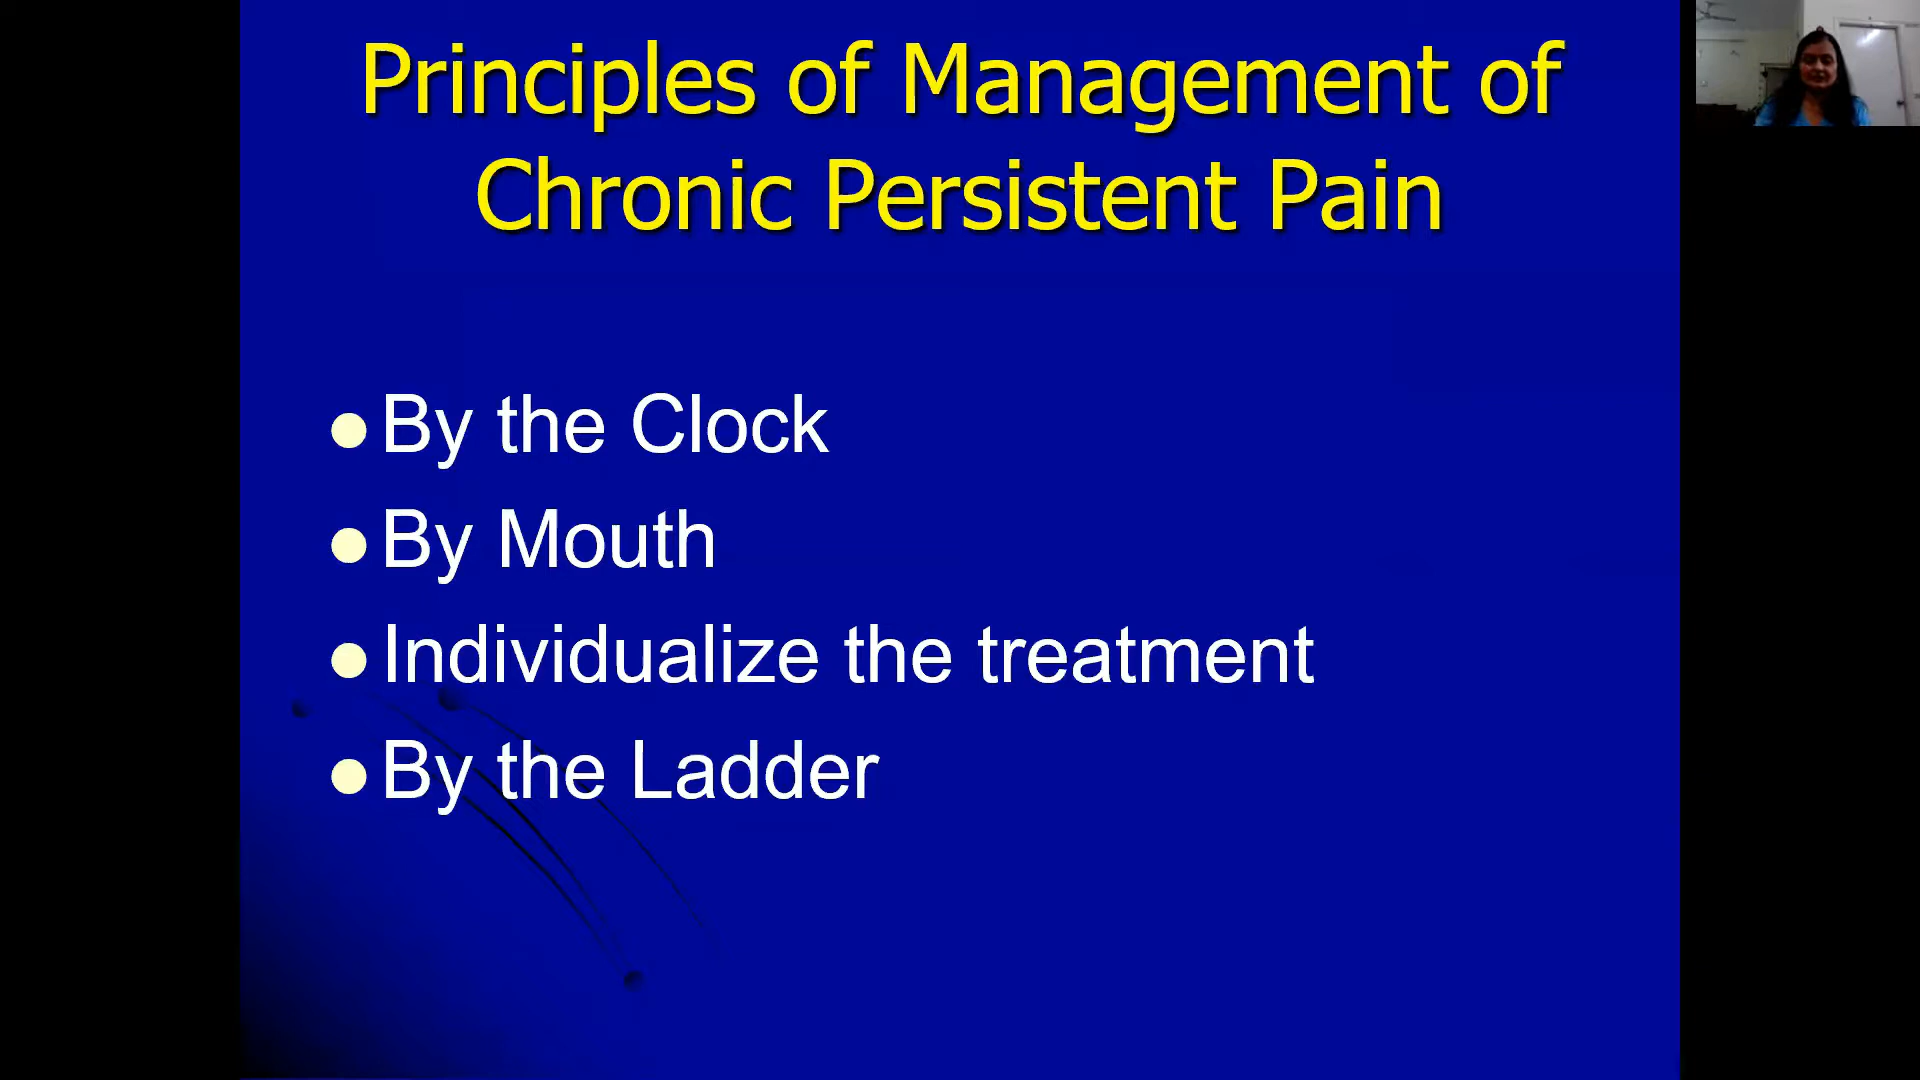 Principles of Management of
Chronic Persistent Pain
By the Clock
By Mouth
Individualize the treatment
By the Ladder